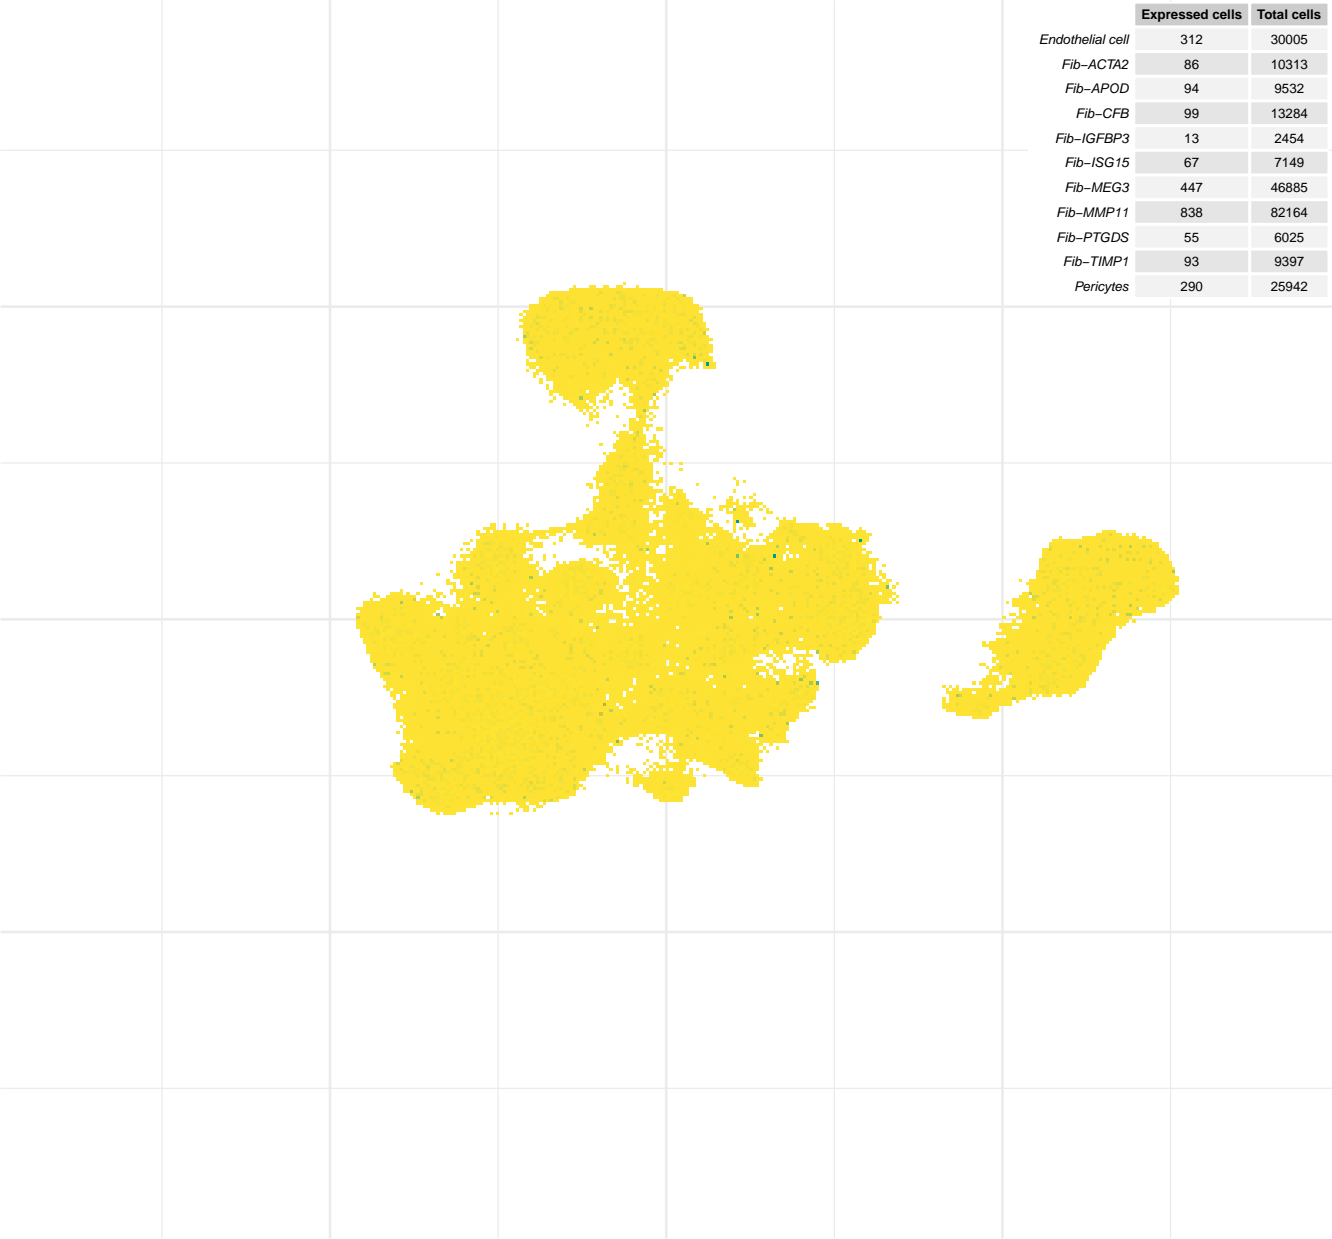 Expressed cells Total cells
Endothelial cell 312 30005
Fib−ACTA2 86 10313
Fib−APOD 94 9532
Fib−CFB 99 13284
Fib−IGFBP3 13 2454
Fib−ISG15 67 7149
Fib−MEG3 447 46885
Fib−MMP11 838 82164
Fib−PTGDS 55 6025
Fib−TIMP1 93 9397
Pericytes 290 25942